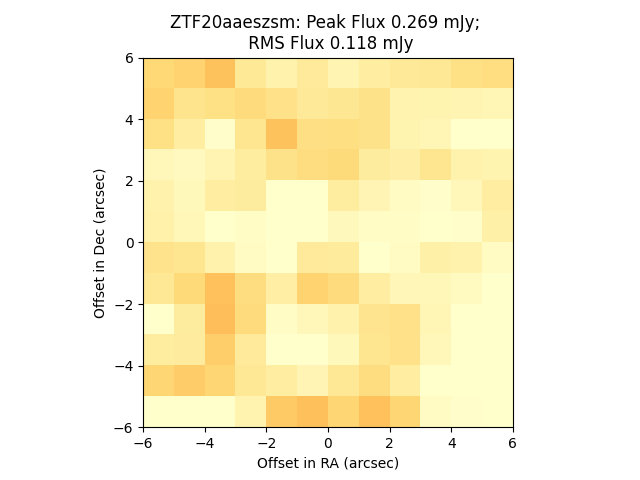 ZTF20aaeszsm: Peak Flux 0.269 mJy;
RMS Flux 0.118 mJy
6
4
2
0
−2
−4
−6
Offset in Dec (arcsec)
−6 −4 −2 0 2 4 6
Offset in RA (arcsec)